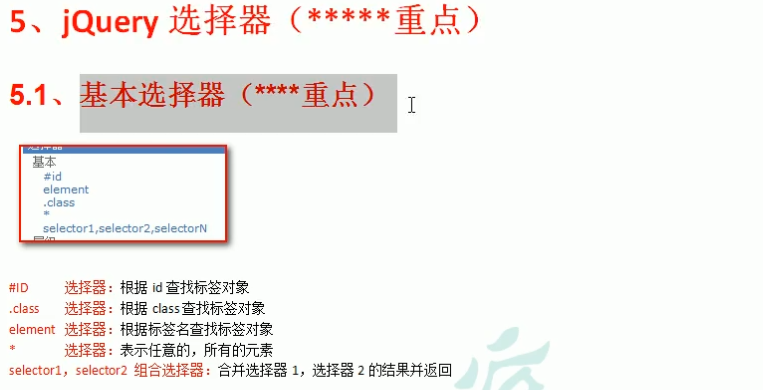 5、jQuery 选择器（*****重点）
5.1、基本选择器（****重点）
选择器
基本
#id
element
.class
*
selector1,selector2,selectorN
#ID 选择器：根据 id 查找标签对象
.class 选择器：根据 class 查找标签对象
element 选择器：根据标签名查找标签对象
* 选择器：表示任意的，所有的元素
selector1，selector2 组合选择器：合并选择器 1，选择器 2 的结果并返回